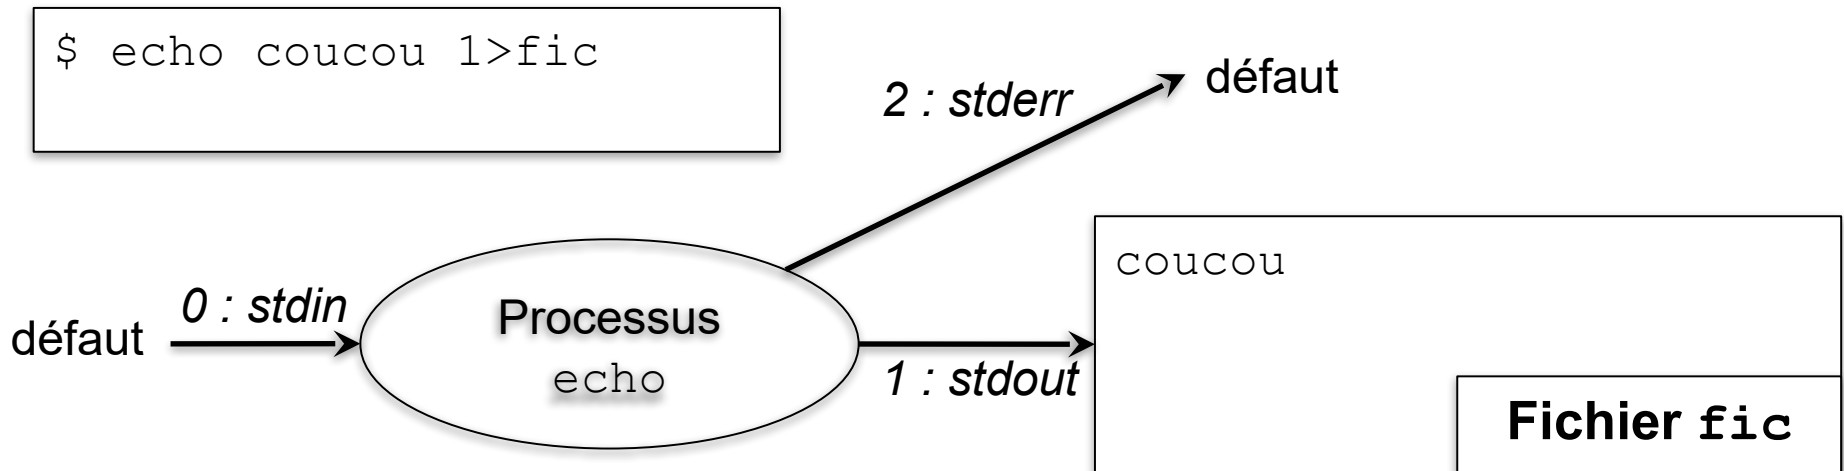 $ echo coucou 1>fic
2 : stderr
défaut
coucou
défaut
0 : stdin
Processus
echo
1 : stdout
Fichier fic